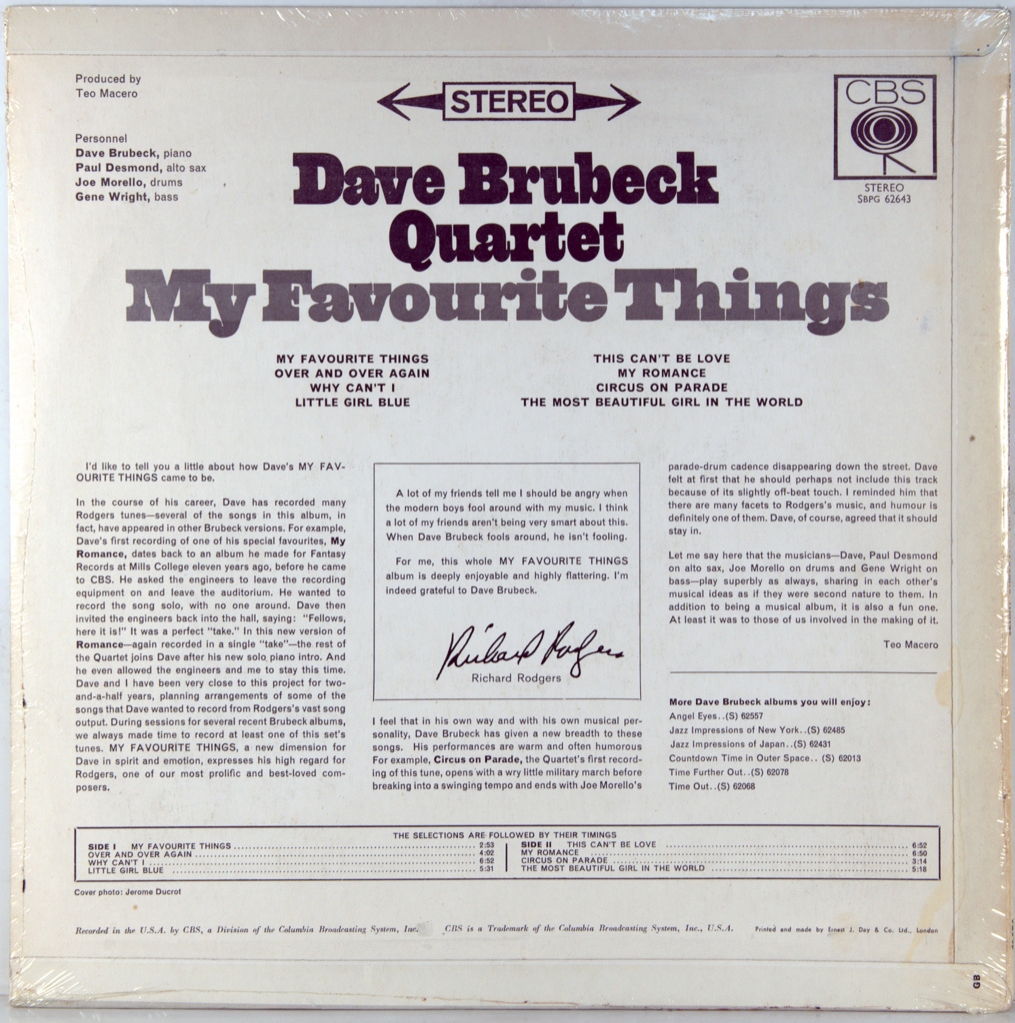 Produced by
Teo Macero
Personnel
Dave Brubeck, piano
Paul Desmond, alto sax
Joe Morello, drums
Gene Wright, bass
STEREO
CBS
STEREO
SBPG 62643
Dave Brubeck
Quartet
My Favourite Things
MY FAVOURITE THINGS
OVER AND OVER AGAIN
WHY CAN'T I
LITTLE GIRL BLUE
THIS CAN'T BE LOVE
MY ROMANCE
CIRCUS ON PARADE
THE MOST BEAUTIFUL GIRL IN THE WORLD
I'd like to tell you a little about how Dave's MY FAV-
OURITE THINGS came to be.
In the course of his career, Dave has recorded many
Rodgers tunes—several of the songs in this album, in
fact, have appeared in other Brubeck versions. For example,
Dave's first recording of one of his special favourites, My
Romance, dates back to an album he made for Fantasy
Records at Mills College eleven years ago, before he came
to CBS. He asked the engineers to leave the recording
equipment on and leave the auditorium. He wanted to
record the song solo, with no one around. Dave then
invited the engineers back into the hall, saying: "Fellows,
here it is!" It was a perfect "take." In this new version of
Romance—again recorded in a single "take"—the rest of
the Quartet joins Dave after his new solo piano intro. And
he even allowed the engineers and me to stay this time.
Dave and I have been very close to this project for two-
and-a-half years, planning arrangements of some of the
songs that Dave wanted to record from Rodgers's vast song
output. During sessions for several recent Brubeck albums,
we always made time to record at least one of this set's
tunes. MY FAVOURITE THINGS, a new dimension for
Dave in spirit and emotion, expresses his high regard for
Rodgers, one of our most prolific and best-loved com-
posers.
A lot of my friends tell me I should be angry when
the modern boys fool around with my music. I think
a lot of my friends aren't being very smart about this.
When Dave Brubeck fools around, he isn't fooling.
For me, this whole MY FAVOURITE THINGS
album is deeply enjoyable and highly flattering. I'm
indeed grateful to Dave Brubeck.
Richard Rodgers
Richard Rodgers
I feel that in his own way and with his own musical per-
sonality, Dave Brubeck has given a new breadth to these
songs. His performances are warm and often humorous
For example, Circus on Parade, the Quartet's first record-
ing of this tune, opens with a wry little military march before
breaking into a swinging tempo and ends with Joe Morello's
parade-drum cadence disappearing down the street. Dave
felt at first that he should perhaps not include this track
because of its slightly off-beat touch. I reminded him that
there are many facets to Rodgers's music, and humour is
definitely one of them. Dave, of course, agreed that it should
stay in.
Let me say here that the musicians—Dave, Paul Desmond
on alto sax, Joe Morello on drums and Gene Wright on
bass—play superbly as always, sharing in each other's
musical ideas as if they were second nature to them. In
addition to being a musical album, it is also a fun one.
At least it was to those of us involved in the making of it.
Teo Macero
More Dave Brubeck albums you will enjoy:
Angel Eyes..(S) 62557
Jazz Impressions of New York..(S) 62485
Jazz Impressions of Japan..(S) 62431
Countdown Time in Outer Space.. (S) 62013
Time Further Out..(S) 62078
Time Out..(S) 62068
THE SELECTIONS ARE FOLLOWED BY THEIR TIMINGS
SIDE I MY FAVOURITE THINGS 2:53
OVER AND OVER AGAIN 4:02
WHY CAN'T I 6:52
LITTLE GIRL BLUE 5:31
SIDE II THIS CAN'T BE LOVE 6:52
MY ROMANCE 6:50
CIRCUS ON PARADE 3:14
THE MOST BEAUTIFUL GIRL IN THE WORLD 5:18
Cover photo: Jerome Ducrot
Recorded in the U.S.A. by CBS, a Division of the Columbia Broadcasting System, Inc. CBS is a Trademark of the Columbia Broadcasting System, Inc., U.S.A. Printed and made by Ernest J. Day & Co. Ltd., London
GB